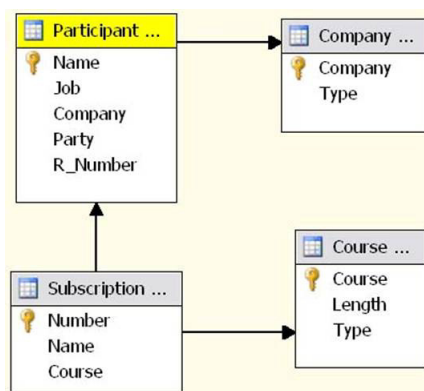 Participant ...
Name
Job
Company
Party
R_Number
Company ...
Company
Type
Subscription ...
Number
Name
Course
Course ...
Course
Length
Type